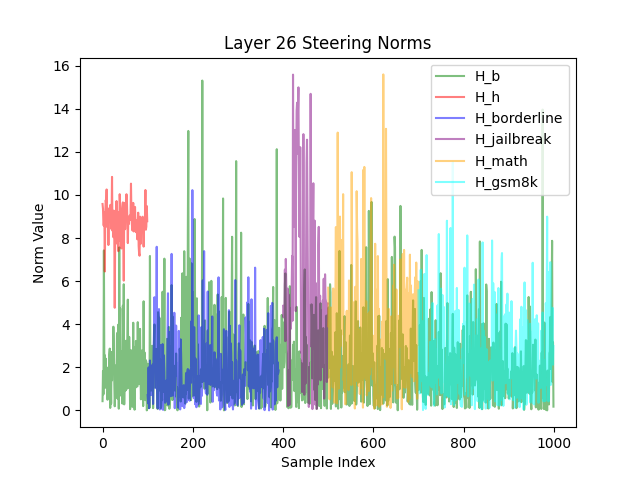 Layer 26 Steering Norms
16
14
12
10
8
6
4
2
0
Norm Value
0
200
400
600
800
1000
Sample Index
H_b
H_h
H_borderline
H_jailbreak
H_math
H_gsm8k